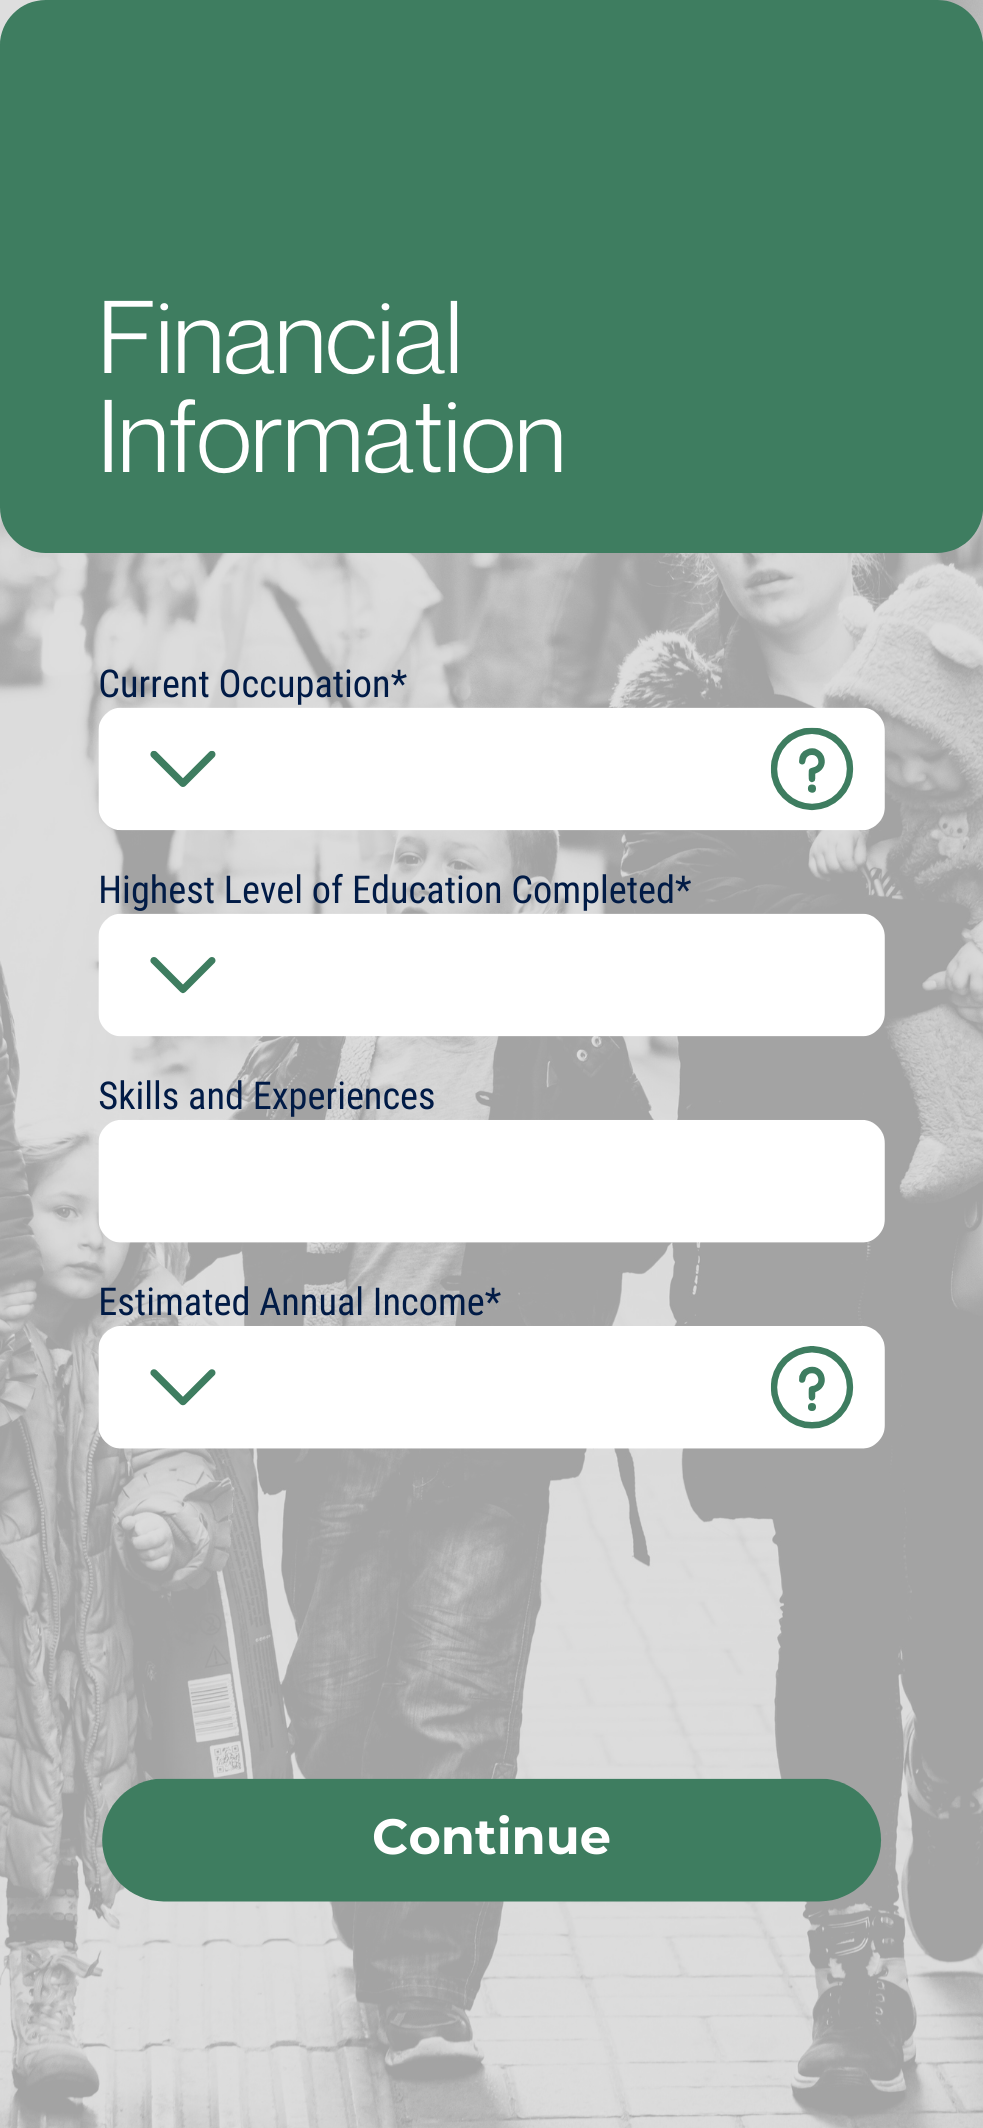 Financial
Information
Current Occupation*
?
Highest Level of Education Completed*
Skills and Experiences
Estimated Annual Income*
?
Continue